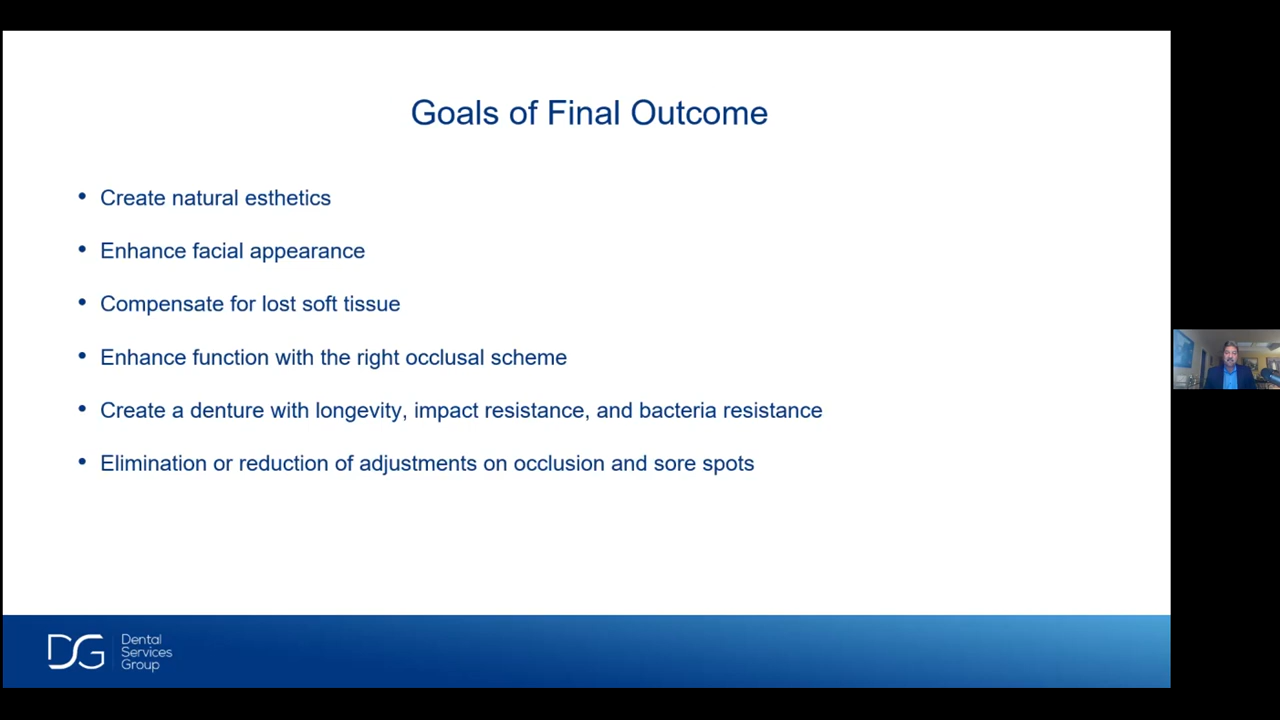 Goals of Final Outcome
• Create natural esthetics
• Enhance facial appearance
• Compensate for lost soft tissue
• Enhance function with the right occlusal scheme
• Create a denture with longevity, impact resistance, and bacteria resistance
• Elimination or reduction of adjustments on occlusion and sore spots
DG
Dental
Services
Group